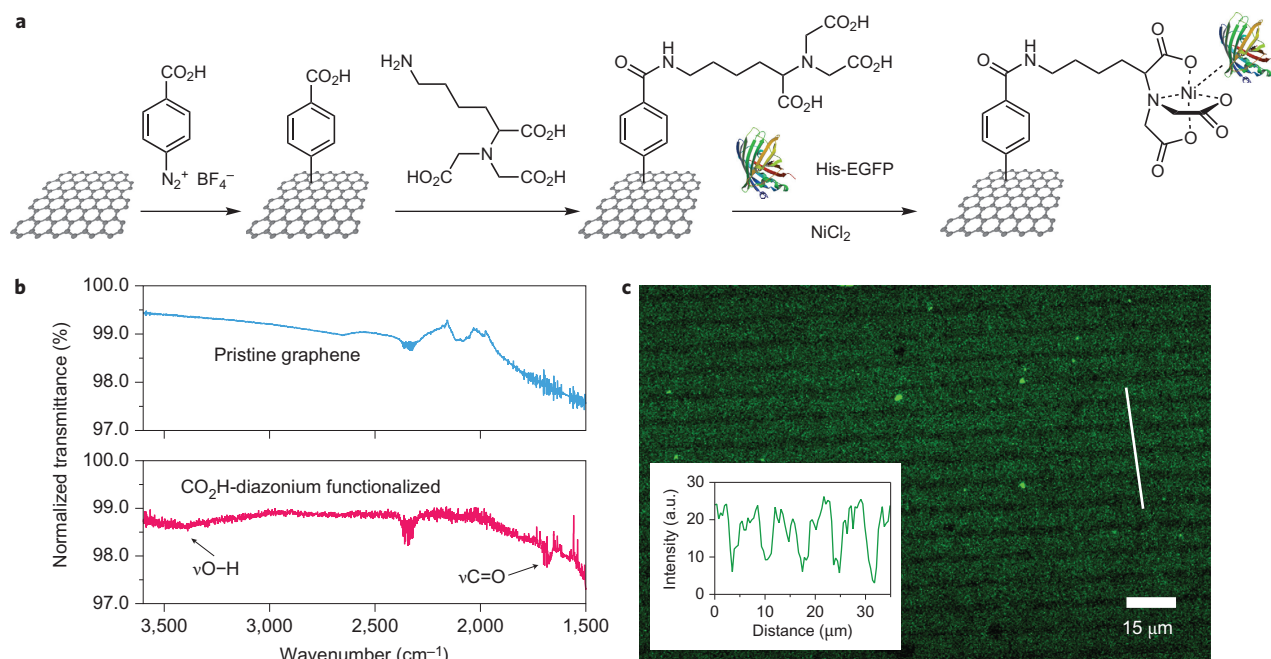 a
CO₂H
N₂⁺ BF₄⁻
CO₂H
H₂N
CO₂H
N
HO₂C
CO₂H
O
H
N
CO₂H
N
CO₂H
CO₂H
His-EGFP
NiCl₂
O
H
N
O
O
Ni
N
O
O
O
O
b
100.0
99.0
98.0
97.0
Pristine graphene
100.0
99.0
98.0
97.0
CO₂H-diazonium functionalized
νO–H
νC=O
3,500
3,000
2,500
2,000
1,500
Wavenumber (cm⁻¹)
Normalized transmittance (%)
c
30
20
10
0
0
10
20
30
Intensity (a.u.)
Distance (μm)
15 μm